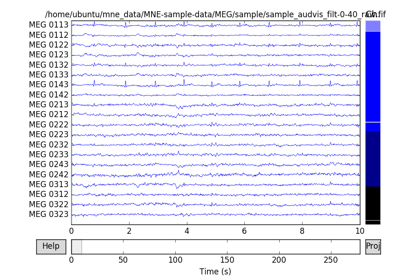 /home/ubuntu/mne_data/MNE-sample-data/MEG/sample/sample_audvis_filt-0-40_raw.fif
MEG 0113
MEG 0112
MEG 0122
MEG 0123
MEG 0132
MEG 0133
MEG 0143
MEG 0142
MEG 0213
MEG 0212
MEG 0222
MEG 0223
MEG 0232
MEG 0233
MEG 0243
MEG 0242
MEG 0313
MEG 0312
MEG 0322
MEG 0323
0 2 4 6 8 10
Help
Proj
0 50 100 150 200 250
Time (s)